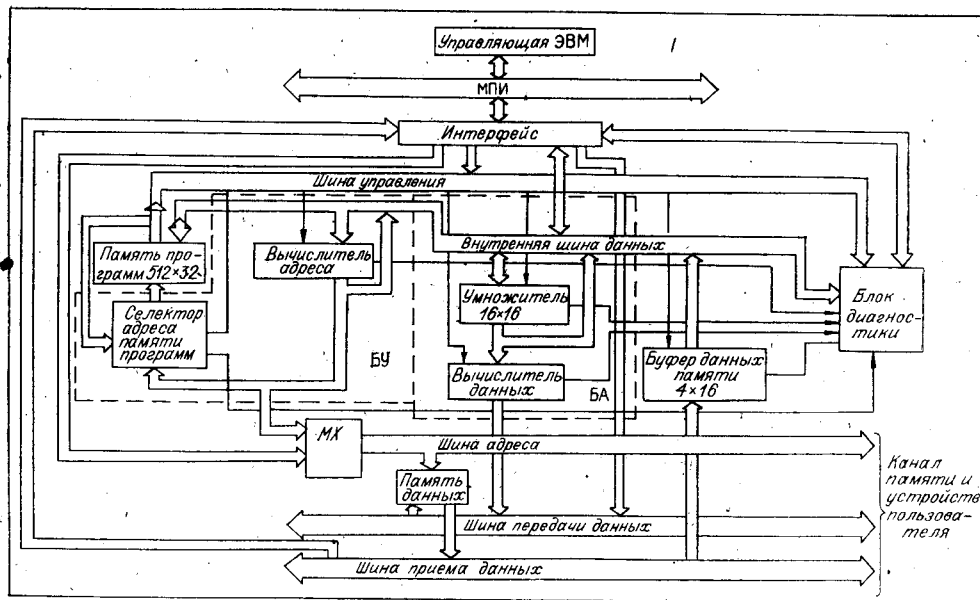 Управляющая ЭВМ
МПИ
Интерфейс
Шина управления
Внутренняя шина данных
Память про-
грамм 512×32
Вычислитель
адреса
Умножитель
16×16
Блок
диагнос-
тики
Селектор
адреса
памяти
программ
БУ
Вычислитель
данных
БА
Буфер данных
памяти
4×16
МХ
Шина адреса
Память
данных
Канал
памяти и
устройств
пользова-
теля
Шина передачи данных
Шина приема данных